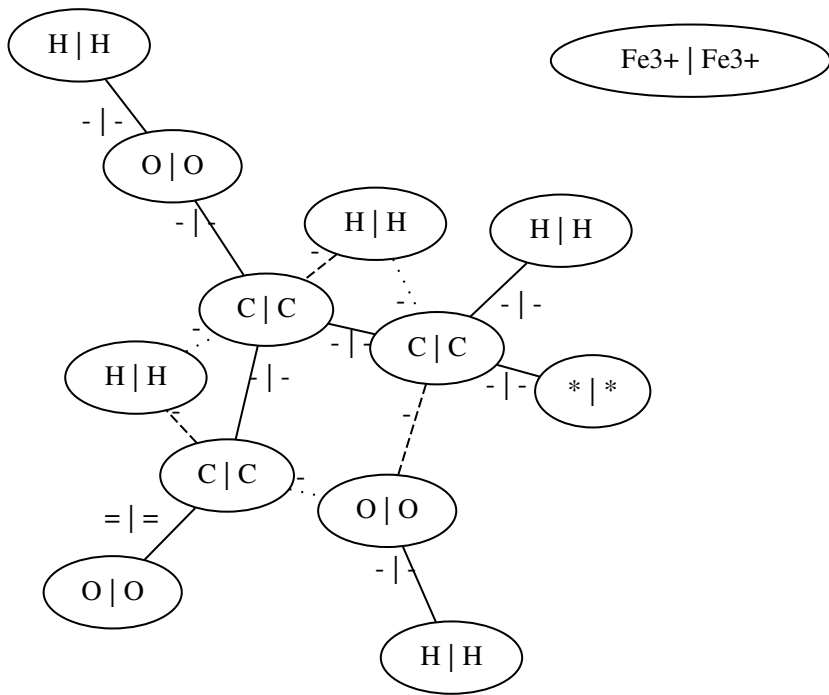 H | H
Fe3+ | Fe3+
- | -
O | O
- | -
H | H
H | H
-
-
- | -
C | C
-
- | -
C | C
H | H
- | -
- | -
* | *
-
-
C | C
-
O | O
= | =
- | -
O | O
H | H